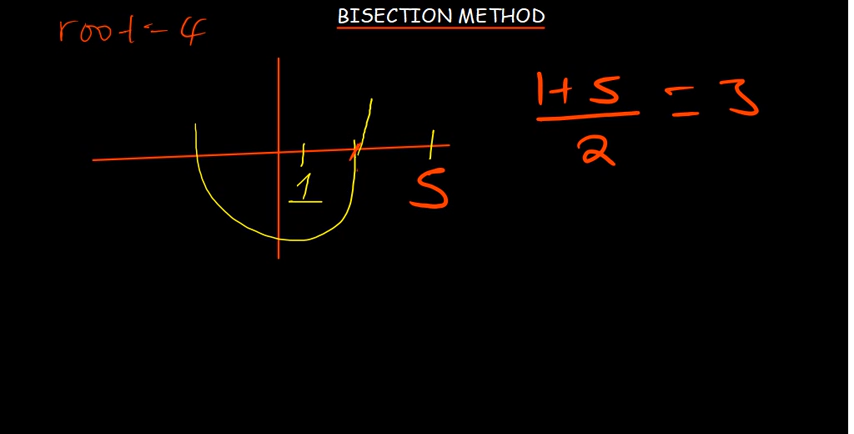 BISECTION METHOD
root = 4
1 + 5 = 3
2
1
5